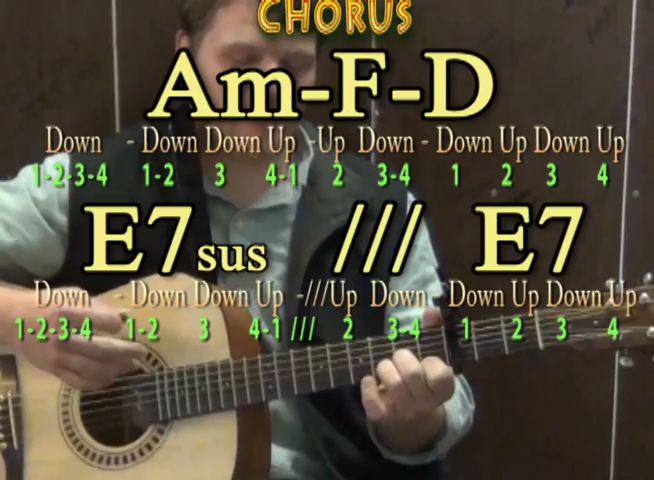 CHORUS
Am-F-D
Down - Down Down Up -Up Down - Down Up Down Up
1-2-3-4 1-2 3 4-1 2 3-4 1 2 3 4
E7sus /// E7
Down - Down Down Up -///Up Down Down Up Down Up
1-2-3-4 1-2 3 4-1 /// 2 3-4 1 2 3 4